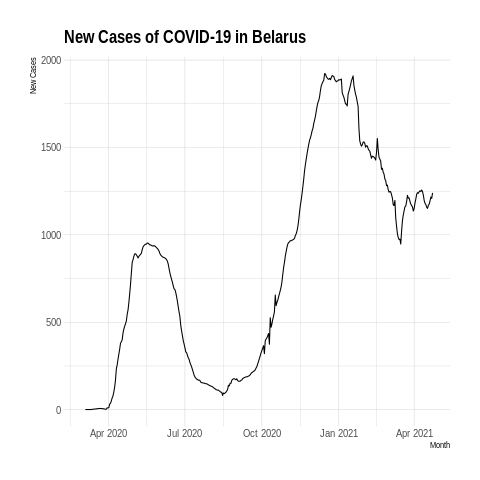 New Cases of COVID-19 in Belarus
New Cases
2000
1500
1000
500
0
Apr 2020 Jul 2020 Oct 2020 Jan 2021 Apr 2021
Month